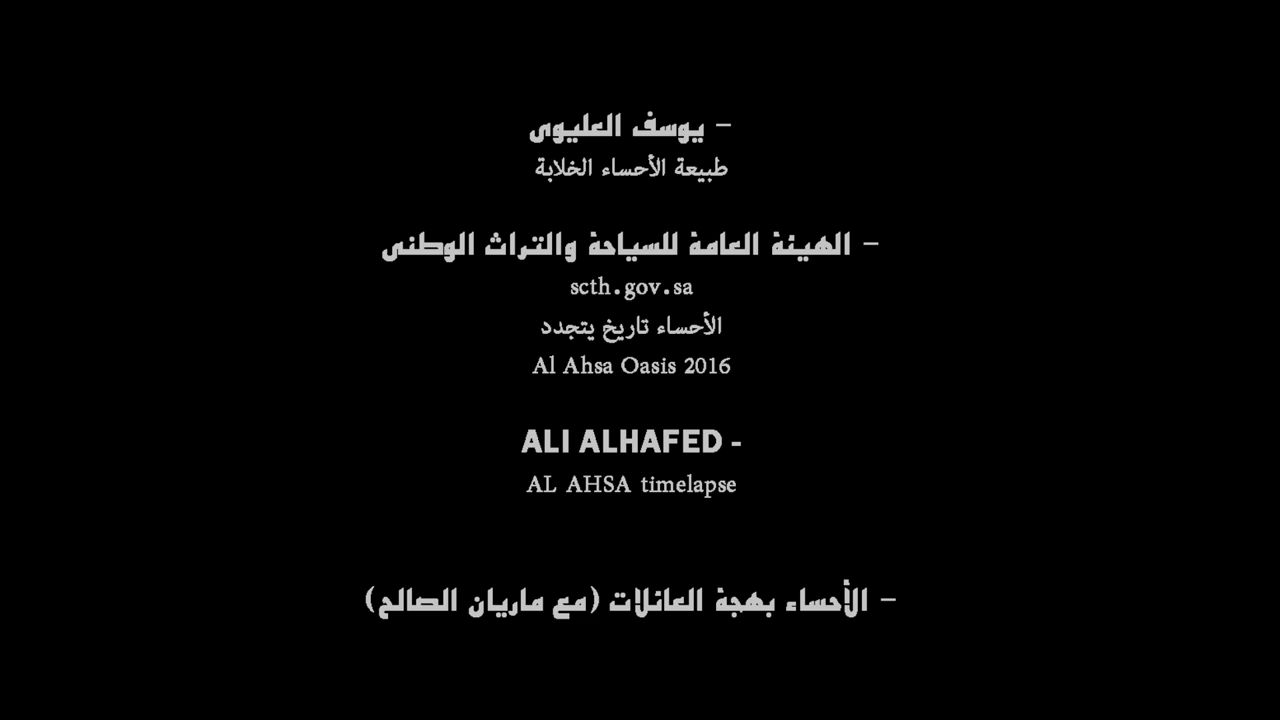 - يوسف العليوى
طبيعة الأحساء الخلابة
- الهيئة العامة للسياحة والتراث الوطنى
scth.gov.sa
الأحساء تاريخ يتجدد
Al Ahsa Oasis 2016
ALI ALHAFED -
AL AHSA timelapse
- الأحساء بهجة العائلات (مع ماريان الصالح)